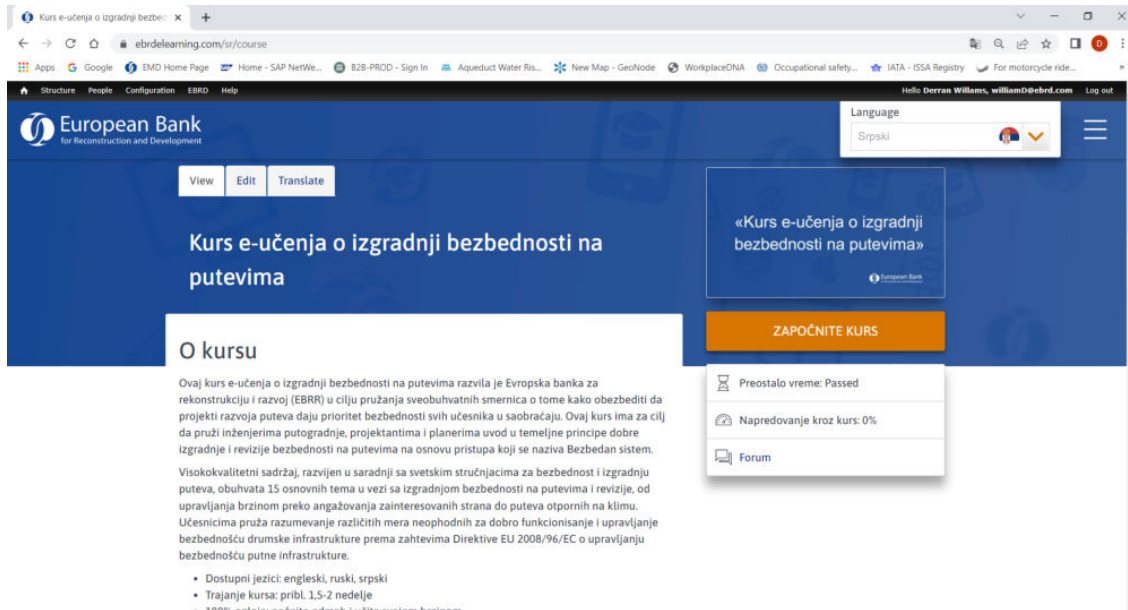 Kurs e-učenja o izgradnji bezbec
ebrdelearning.com/sr/course
Apps Google EMD Home Page Home - SAP NetWe... B2B-PROD - Sign In Aqueduct Water Ris... New Map - GeoNode WorkplaceDNA Occupational safety... IATA - ISSA Registry For motorcycle ride... »
Structure People Configuration EBRD Help Hello Derran Willams, williamD@ebrd.com Log out
European Bank
for Reconstruction and Development
Language
Srpski
View Edit Translate
Kurs e-učenja o izgradnji bezbednosti na
putevima
«Kurs e-učenja o izgradnji
bezbednosti na putevima»
European Bank
ZAPOČNITE KURS
Preostalo vreme: Passed
Napredovanje kroz kurs: 0%
Forum
O kursu
Ovaj kurs e-učenja o izgradnji bezbednosti na putevima razvila je Evropska banka za
rekonstrukciju i razvoj (EBRR) u cilju pružanja sveobuhvatnih smernica o tome kako obezbediti da
projekti razvoja puteva daju prioritet bezbednosti svih učesnika u saobraćaju. Ovaj kurs ima za cilj
da pruži inženjerima putogradnje, projektantima i planerima uvod u temeljne principe dobre
izgradnje i revizije bezbednosti na putevima na osnovu pristupa koji se naziva Bezbedan sistem.
Visokokvalitetni sadržaj, razvijen u saradnji sa svetskim stručnjacima za bezbednost i izgradnju
puteva, obuhvata 15 osnovnih tema u vezi sa izgradnjom bezbednosti na putevima i revizije, od
upravljanja brzinom preko angažovanja zainteresovanih strana do puteva otpornih na klimu.
Učesnicima pruža razumevanje različitih mera neophodnih za dobro funkcionisanje i upravljanje
bezbednošću drumske infrastrukture prema zahtevima Direktive EU 2008/96/EC o upravljanju
bezbednošću putne infrastrukture.
• Dostupni jezici: engleski, ruski, srpski
• Trajanje kursa: pribl. 1,5-2 nedelje